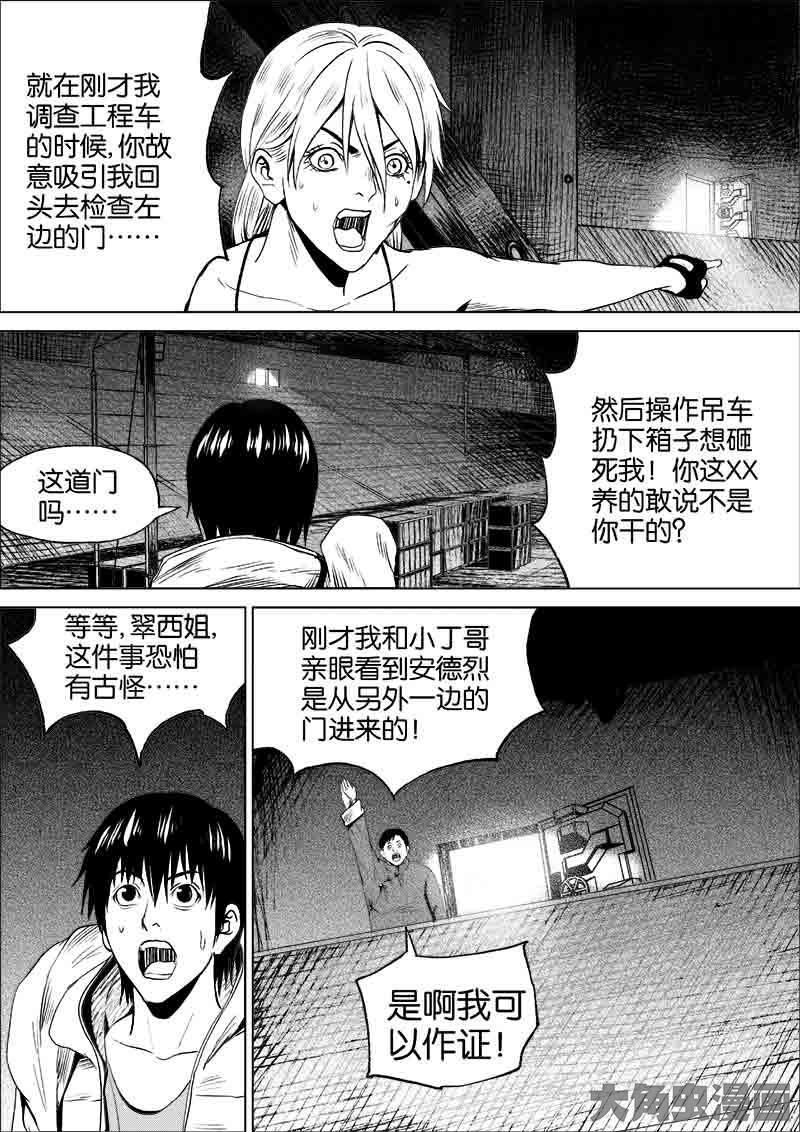 就在刚才我
调查工程车
的时候,你故
意吸引我回
头去检查左
边的门……
然后操作吊车
扔下箱子想砸
死我！你这XX
养的敢说不是
你干的？
这道门
吗……
等等,翠西姐,
这件事恐怕
有古怪……
刚才我和小丁哥
亲眼看到安德烈
是从另外一边的
门进来的！
是啊我可
以作证！
大角虫漫画